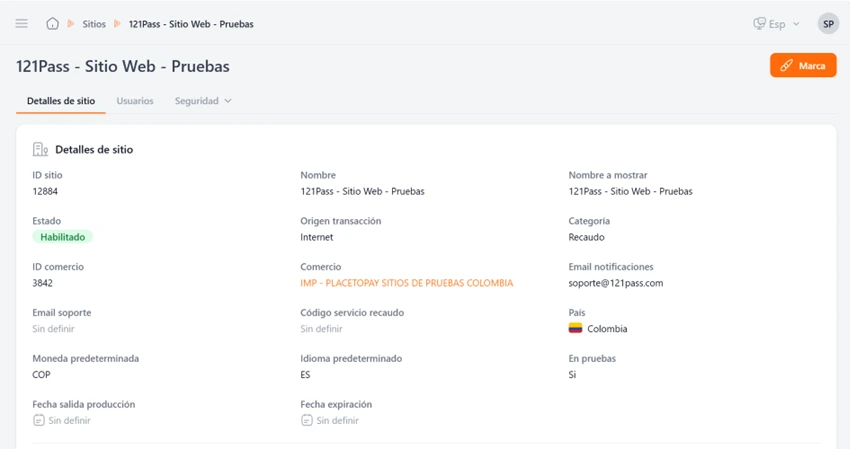 Sitios 121Pass - Sitio Web - Pruebas Esp SP
121Pass - Sitio Web - Pruebas Marca
Detalles de sitio Usuarios Seguridad
Detalles de sitio
ID sitio Nombre Nombre a mostrar
12884 121Pass - Sitio Web - Pruebas 121Pass - Sitio Web - Pruebas
Estado Origen transacción Categoría
Habilitado Internet Recaudo
ID comercio Comercio Email notificaciones
3842 IMP - PLACETOPAY SITIOS DE PRUEBAS COLOMBIA soporte@121pass.com
Email soporte Código servicio recaudo País
Sin definir Sin definir Colombia
Moneda predeterminada Idioma predeterminado En pruebas
COP ES Si
Fecha salida producción Fecha expiración
Sin definir Sin definir